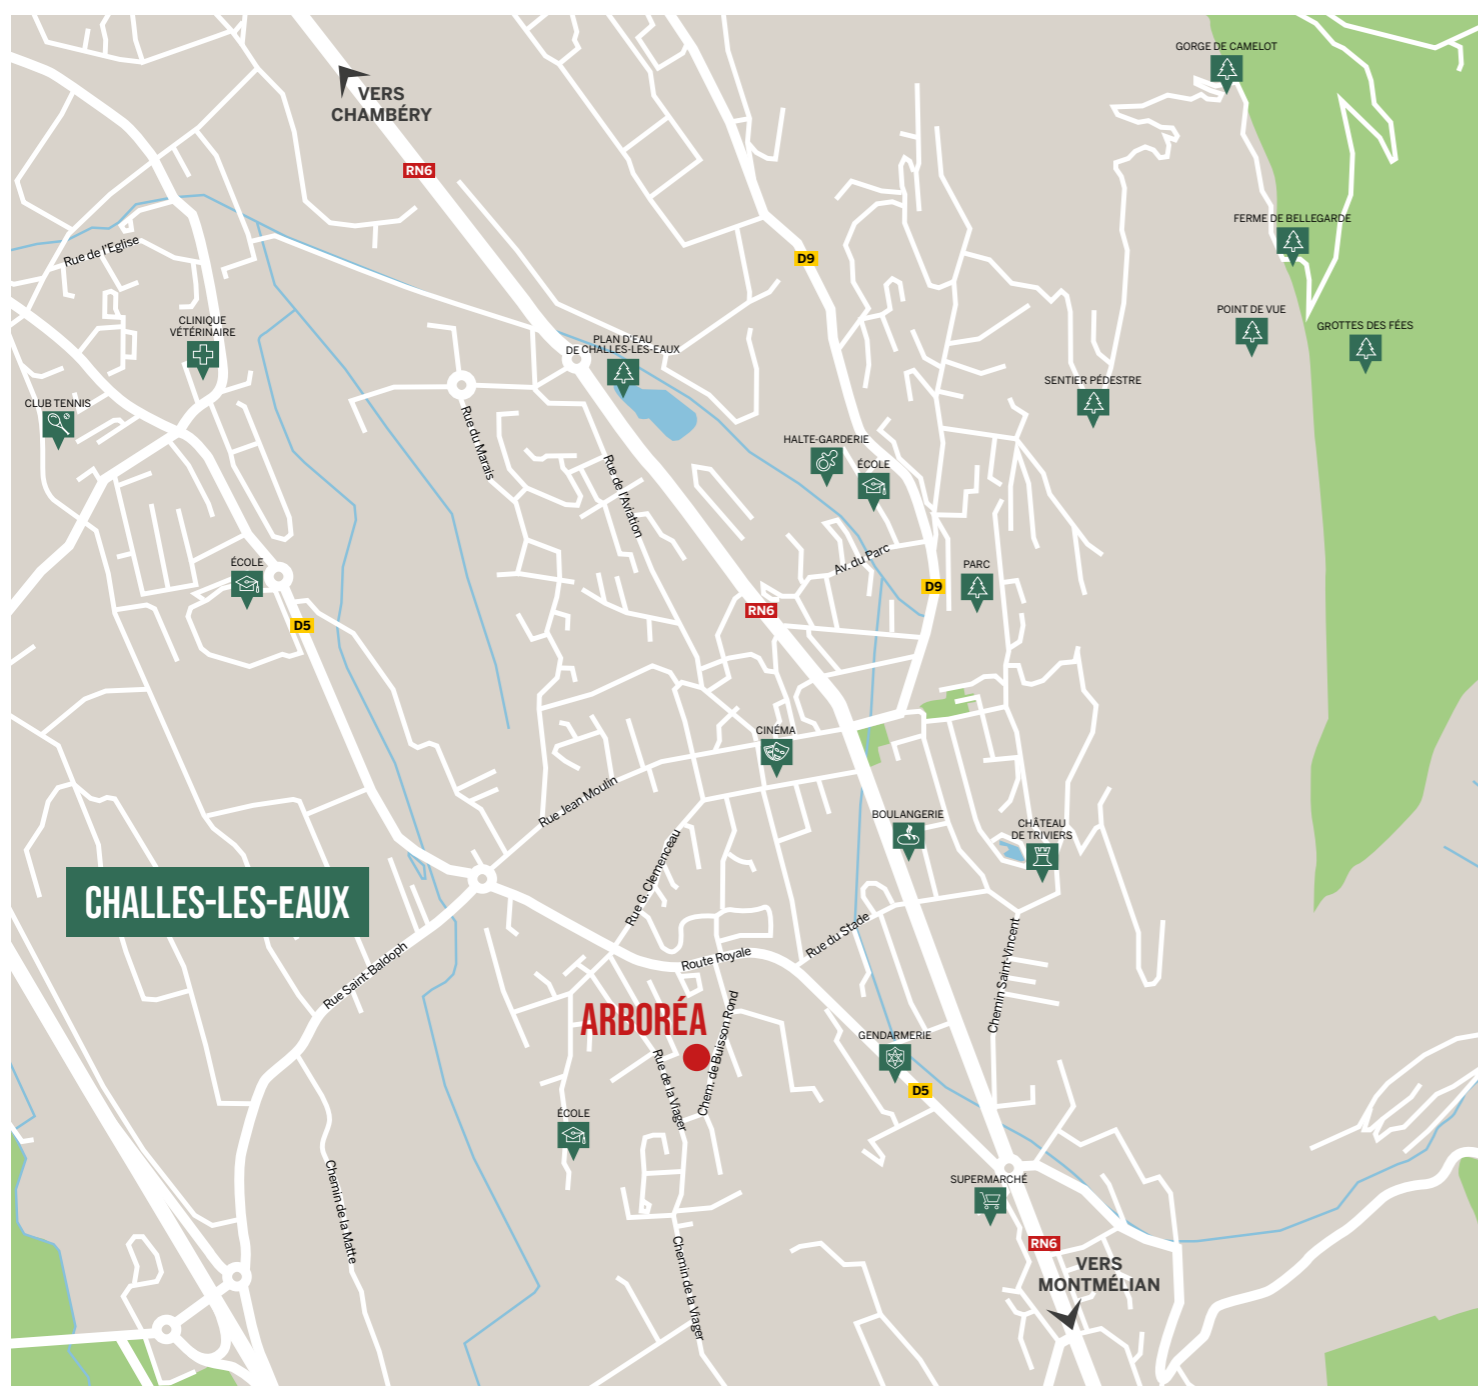 GORGE DE CAMELOT
VERS
CHAMBÉRY
RN6
FERME DE BELLEGARDE
Rue de l'Eglise
D9
POINT DE VUE
CLINIQUE
VÉTÉRINAIRE
GROTTES DES FÉES
PLAN D'EAU
DE CHALLES-LES-EAUX
SENTIER PÉDESTRE
CLUB TENNIS
Rue du Marais
HALTE-GARDERIE
ÉCOLE
Rue de l'Aviation
Av. du Parc
ÉCOLE
PARC
D9
RN6
D5
CINÉMA
Rue Jean Moulin
BOULANGERIE
CHÂTEAU
DE TRIVIERS
Rue G. Clemenceau
CHALLES-LES-EAUX
Rue du Stade
Route Royale
Rue Saint-Baldoph
Chemin Saint-Vincent
ARBORÉA
Chem. de Buisson Rond
GENDARMERIE
Rue de la Viager
D5
ÉCOLE
SUPERMARCHÉ
Chemin de la Matte
RN6
Chemin de la Viager
VERS
MONTMÉLIAN